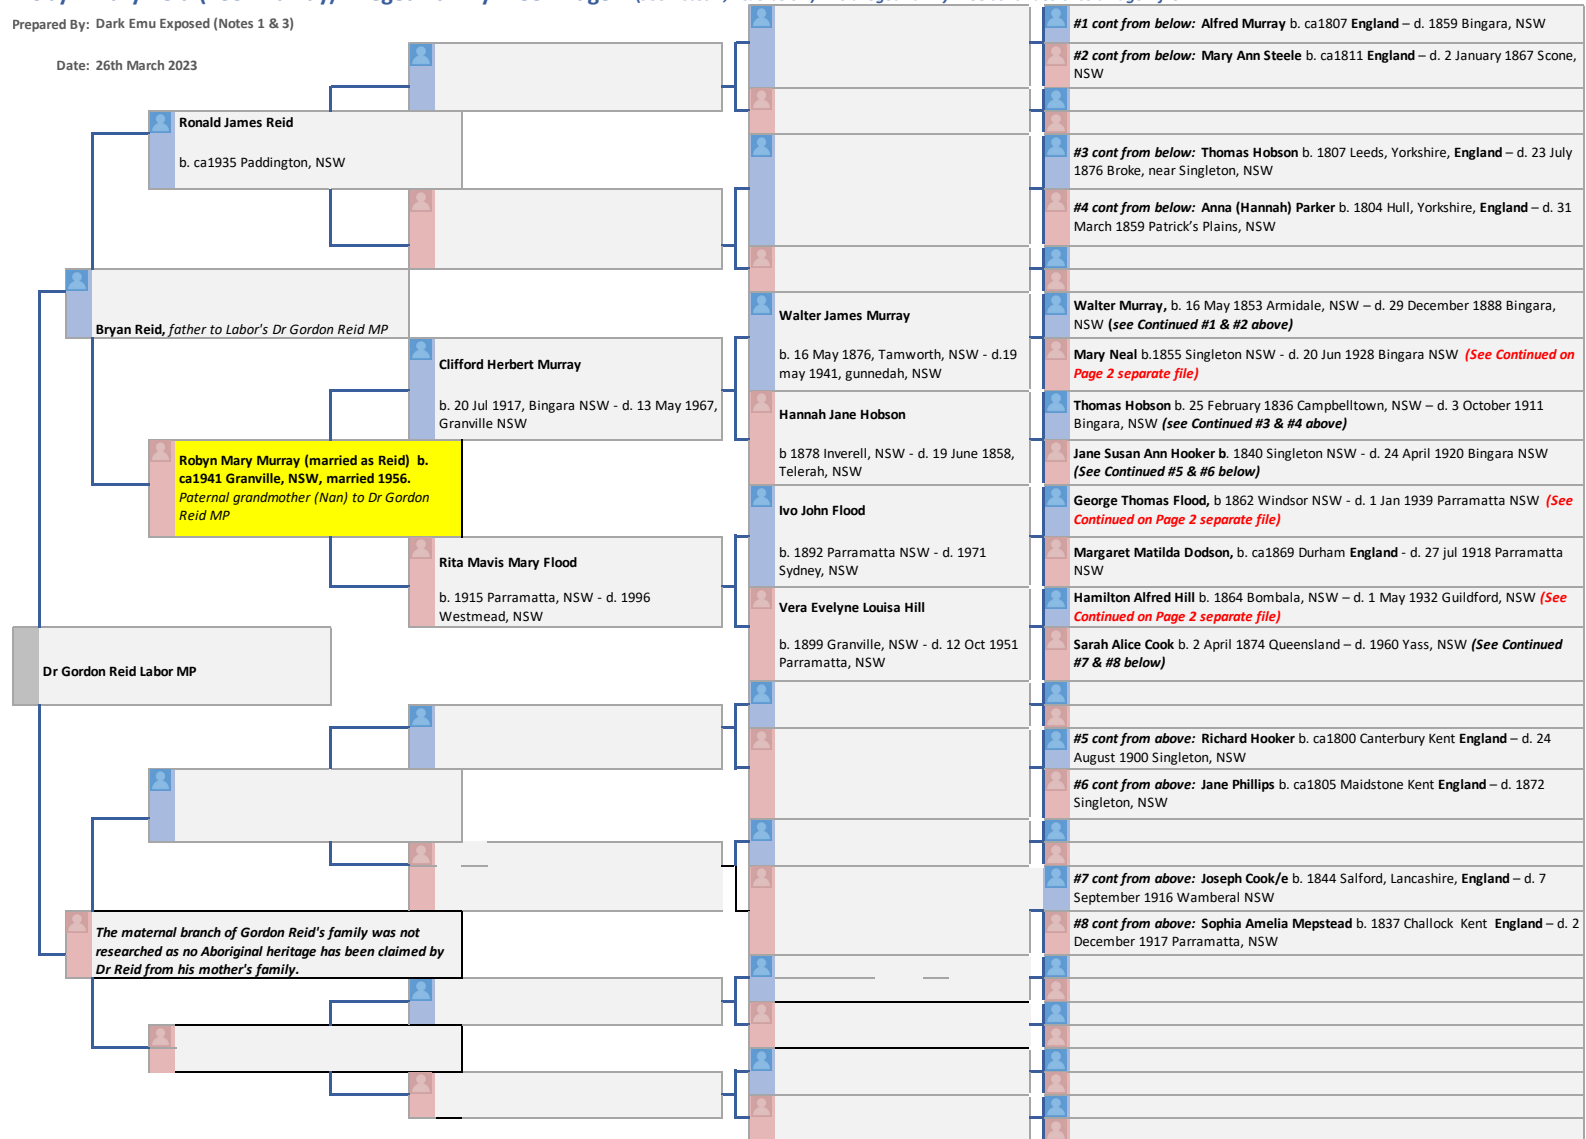 Prepared By: Dark Emu Exposed (Notes 1 & 3)
Date: 26th March 2023
Ronald James Reid
b. ca1935 Paddington, NSW
Bryan Reid, father to Labor's Dr Gordon Reid MP
Clifford Herbert Murray
b. 20 Jul 1917, Bingara NSW - d. 13 May 1967,
Granville NSW
Robyn Mary Murray (married as Reid) b.
ca1941 Granville, NSW, married 1956.
Paternal grandmother (Nan) to Dr Gordon
Reid MP
Rita Mavis Mary Flood
b. 1915 Parramatta, NSW - d. 1996
Westmead, NSW
Dr Gordon Reid Labor MP
The maternal branch of Gordon Reid's family was not
researched as no Aboriginal heritage has been claimed by
Dr Reid from his mother's family.
Walter James Murray
b. 16 May 1876, Tamworth, NSW - d.19
may 1941, gunnedah, NSW
Hannah Jane Hobson
b 1878 Inverell, NSW - d. 19 June 1858,
Telerah, NSW
Ivo John Flood
b. 1892 Parramatta NSW - d. 1971
Sydney, NSW
Vera Evelyne Louisa Hill
b. 1899 Granville, NSW - d. 12 Oct 1951
Parramatta, NSW
#1 cont from below: Alfred Murray b. ca1807 England – d. 1859 Bingara, NSW
#2 cont from below: Mary Ann Steele b. ca1811 England – d. 2 January 1867 Scone,
NSW
#3 cont from below: Thomas Hobson b. 1807 Leeds, Yorkshire, England – d. 23 July
1876 Broke, near Singleton, NSW
#4 cont from below: Anna (Hannah) Parker b. 1804 Hull, Yorkshire, England – d. 31
March 1859 Patrick's Plains, NSW
Walter Murray, b. 16 May 1853 Armidale, NSW – d. 29 December 1888 Bingara,
NSW (see Continued #1 & #2 above)
Mary Neal b.1855 Singleton NSW - d. 20 Jun 1928 Bingara NSW (See Continued on
Page 2 separate file)
Thomas Hobson b. 25 February 1836 Campbelltown, NSW – d. 3 October 1911
Bingara, NSW (see Continued #3 & #4 above)
Jane Susan Ann Hooker b. 1840 Singleton NSW - d. 24 April 1920 Bingara NSW
(See Continued #5 & #6 below)
George Thomas Flood, b 1862 Windsor NSW - d. 1 Jan 1939 Parramatta NSW (See
Continued on Page 2 separate file)
Margaret Matilda Dodson, b. ca1869 Durham England - d. 27 jul 1918 Parramatta
NSW
Hamilton Alfred Hill b. 1864 Bombala, NSW – d. 1 May 1932 Guildford, NSW (See
Continued on Page 2 separate file)
Sarah Alice Cook b. 2 April 1874 Queensland – d. 1960 Yass, NSW (See Continued
#7 & #8 below)
#5 cont from above: Richard Hooker b. ca1800 Canterbury Kent England – d. 24
August 1900 Singleton, NSW
#6 cont from above: Jane Phillips b. ca1805 Maidstone Kent England – d. 1872
Singleton, NSW
#7 cont from above: Joseph Cook/e b. 1844 Salford, Lancashire, England – d. 7
September 1916 Wamberal NSW
#8 cont from above: Sophia Amelia Mepstead b. 1837 Challock Kent England – d. 2
December 1917 Parramatta, NSW